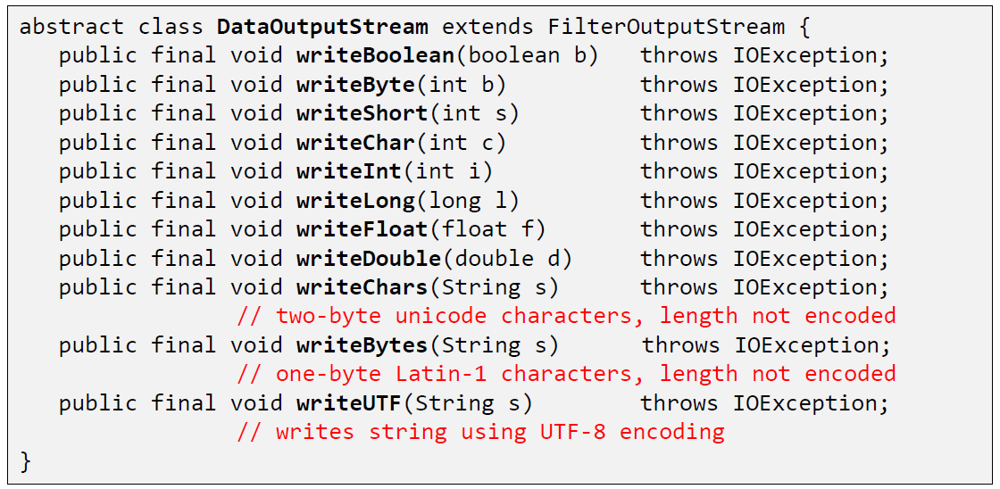 abstract class DataOutputStream extends FilterOutputStream {
public final void writeBoolean(boolean b) throws IOException;
public final void writeByte(int b) throws IOException;
public final void writeShort(int s) throws IOException;
public final void writeChar(int c) throws IOException;
public final void writeInt(int i) throws IOException;
public final void writeLong(long l) throws IOException;
public final void writeFloat(float f) throws IOException;
public final void writeDouble(double d) throws IOException;
public final void writeChars(String s) throws IOException;
// two-byte unicode characters, length not encoded
public final void writeBytes(String s) throws IOException;
// one-byte Latin-1 characters, length not encoded
public final void writeUTF(String s) throws IOException;
// writes string using UTF-8 encoding
}